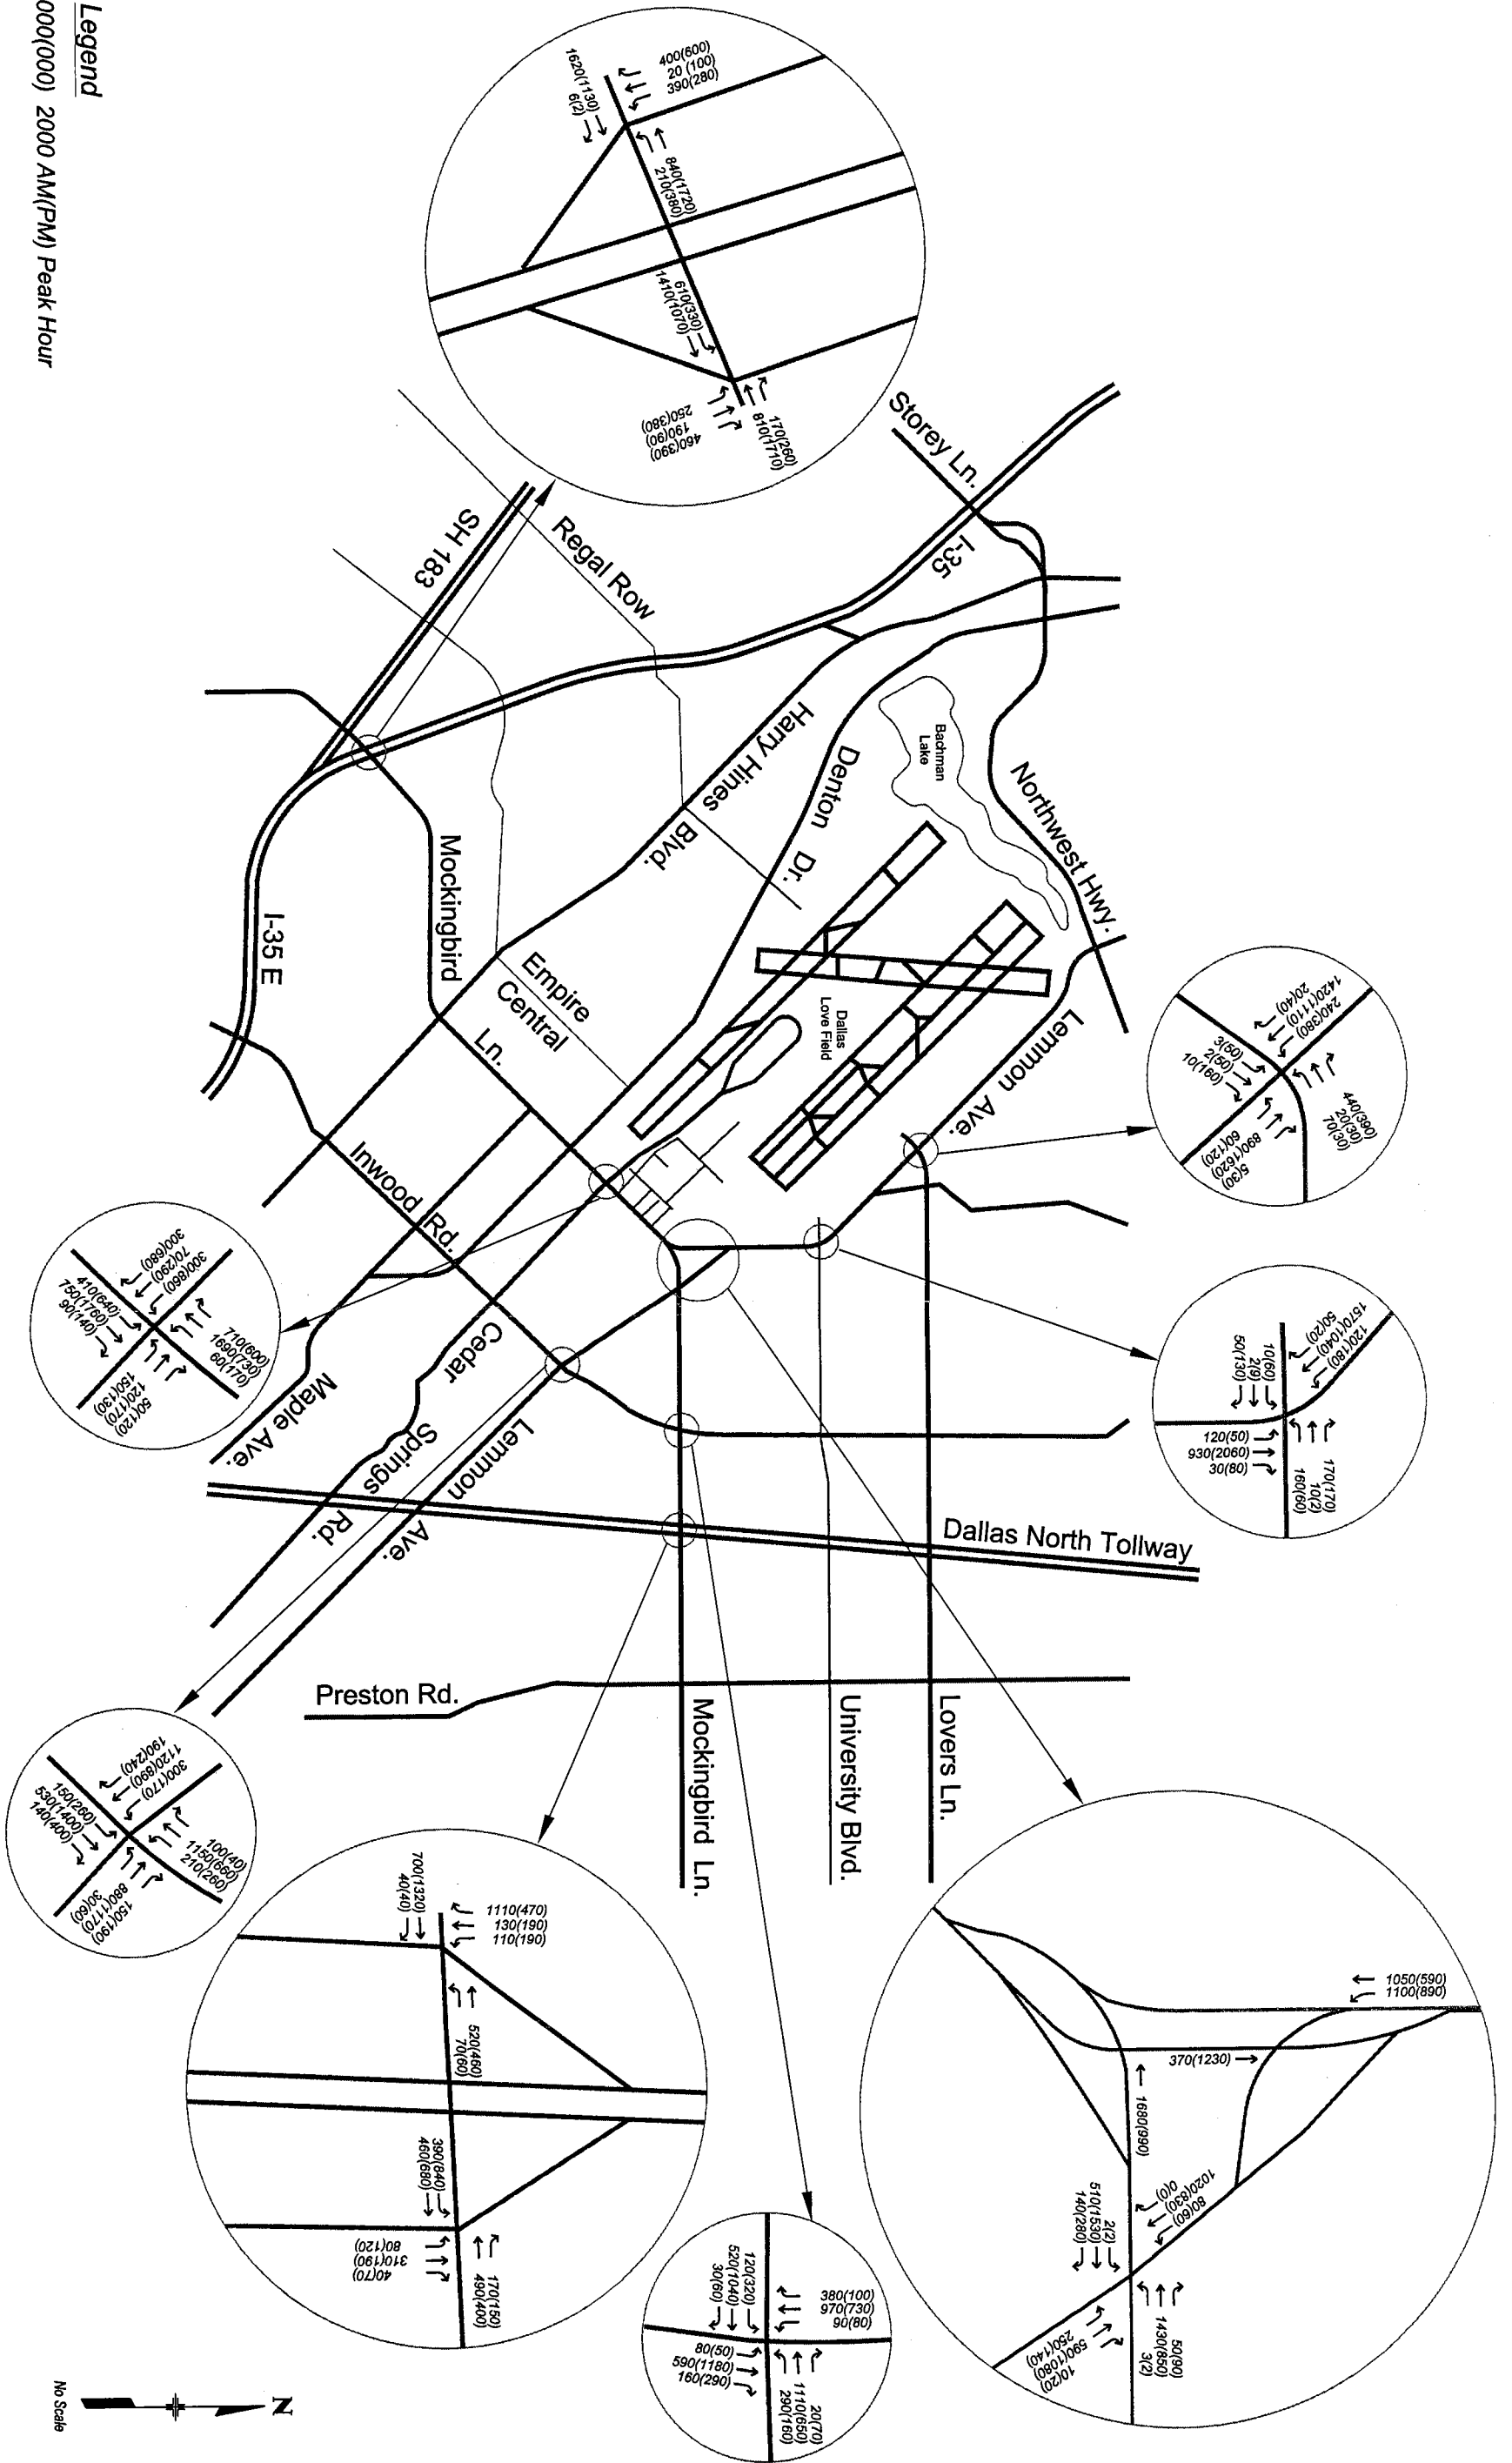 Legend
000(000) 2000 AM(PM) Peak Hour
400(600)
20 (100)
390(280)
1620(1130)
6(2)
840(1720)
210(380)
610(330)
1410(1070)
170(260)
810(1710)
250(380)
190(90)
460(390)
Storey Ln.
I-35
SH 183
Regal Row
Northwest Hwy.
Bachman
Lake
Harry Hines
Blvd.
Denton
Dr.
Mockingbird
Ln.
I-35 E
Empire
Central
Dallas
Love Field
Lemmon Ave.
Inwood Rd.
Maple Ave.
Cedar
Springs
Rd.
Lemmon
Ave.
Dallas North Tollway
Preston Rd.
Mockingbird Ln.
University Blvd.
Lovers Ln.
240(380)
1420(1110)
20(40)
440(390)
20(30)
70(30)
3(50)
2(50)
10(160)
5(30)
890(1620)
60(120)
120(180)
1570(1040)
50(20)
10(60)
2(9)
50(130)
170(170)
10(2)
160(60)
120(50)
930(2060)
30(80)
300(860)
70(290)
300(680)
710(600)
1690(730)
60(170)
410(640)
750(1760)
90(140)
50(120)
120(170)
150(130)
300(170)
1120(890)
190(240)
100(40)
1150(660)
210(260)
150(260)
530(1400)
140(400)
150(190)
880(1170)
30(60)
1110(470)
130(190)
110(190)
700(1320)
40(40)
520(460)
70(60)
390(840)
460(680)
170(150)
490(400)
80(120)
310(190)
40(70)
380(100)
970(730)
90(80)
120(320)
520(1040)
30(60)
20(70)
1110(650)
290(160)
80(50)
590(1180)
160(290)
1050(590)
1100(890)
370(1230)
1680(990)
80(60)
1020(830)
0(0)
2(2)
510(1530)
140(280)
50(90)
1430(850)
3(2)
10(20)
590(1080)
250(140)
N
No Scale